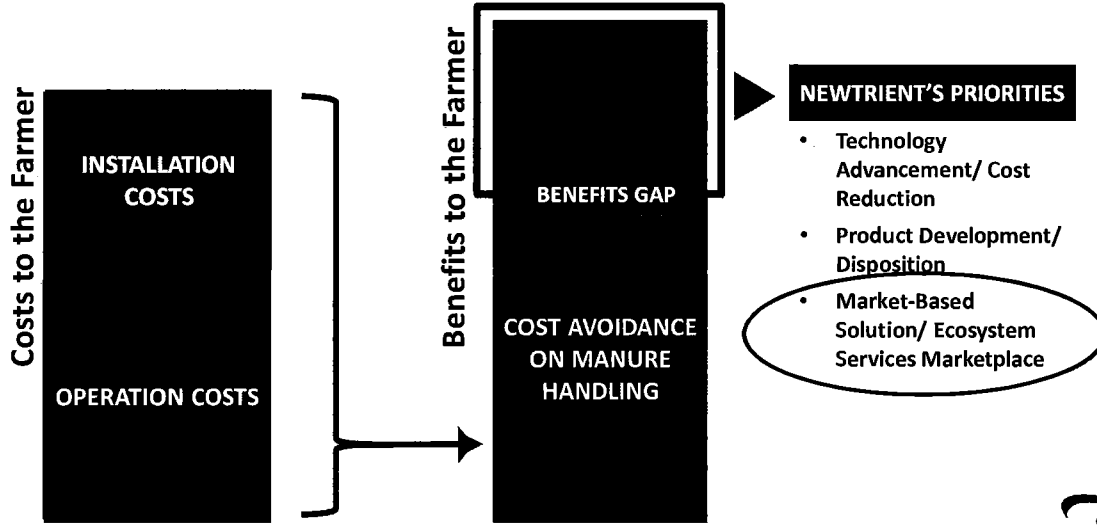 Costs to the Farmer
INSTALLATION
COSTS
OPERATION COSTS
Benefits to the Farmer
BENEFITS GAP
COST AVOIDANCE
ON MANURE
HANDLING
NEWTRIENT'S PRIORITIES
• Technology
Advancement/ Cost
Reduction
• Product Development/
Disposition
• Market-Based
Solution/ Ecosystem
Services Marketplace